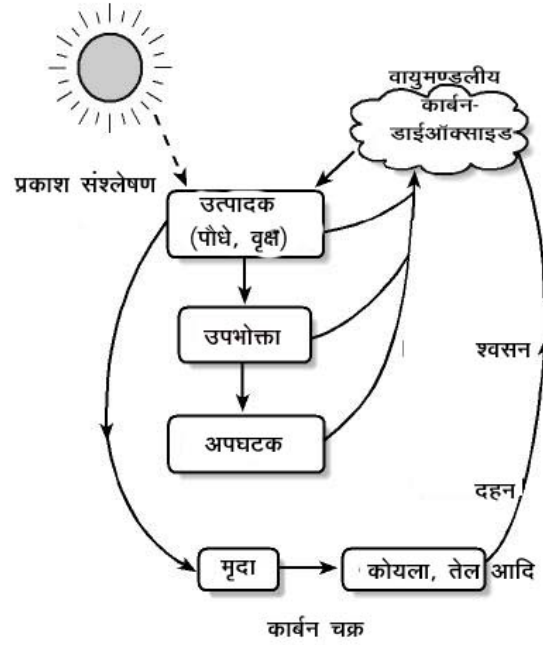 वायुमण्डलीय
कार्बन-
डाईऑक्साइड
प्रकाश संश्लेषण
उत्पादक
(पौधे, वृक्ष)
उपभोक्ता
श्वसन
अपघटक
दहन
मृदा
कोयला, तेल आदि
कार्बन चक्र